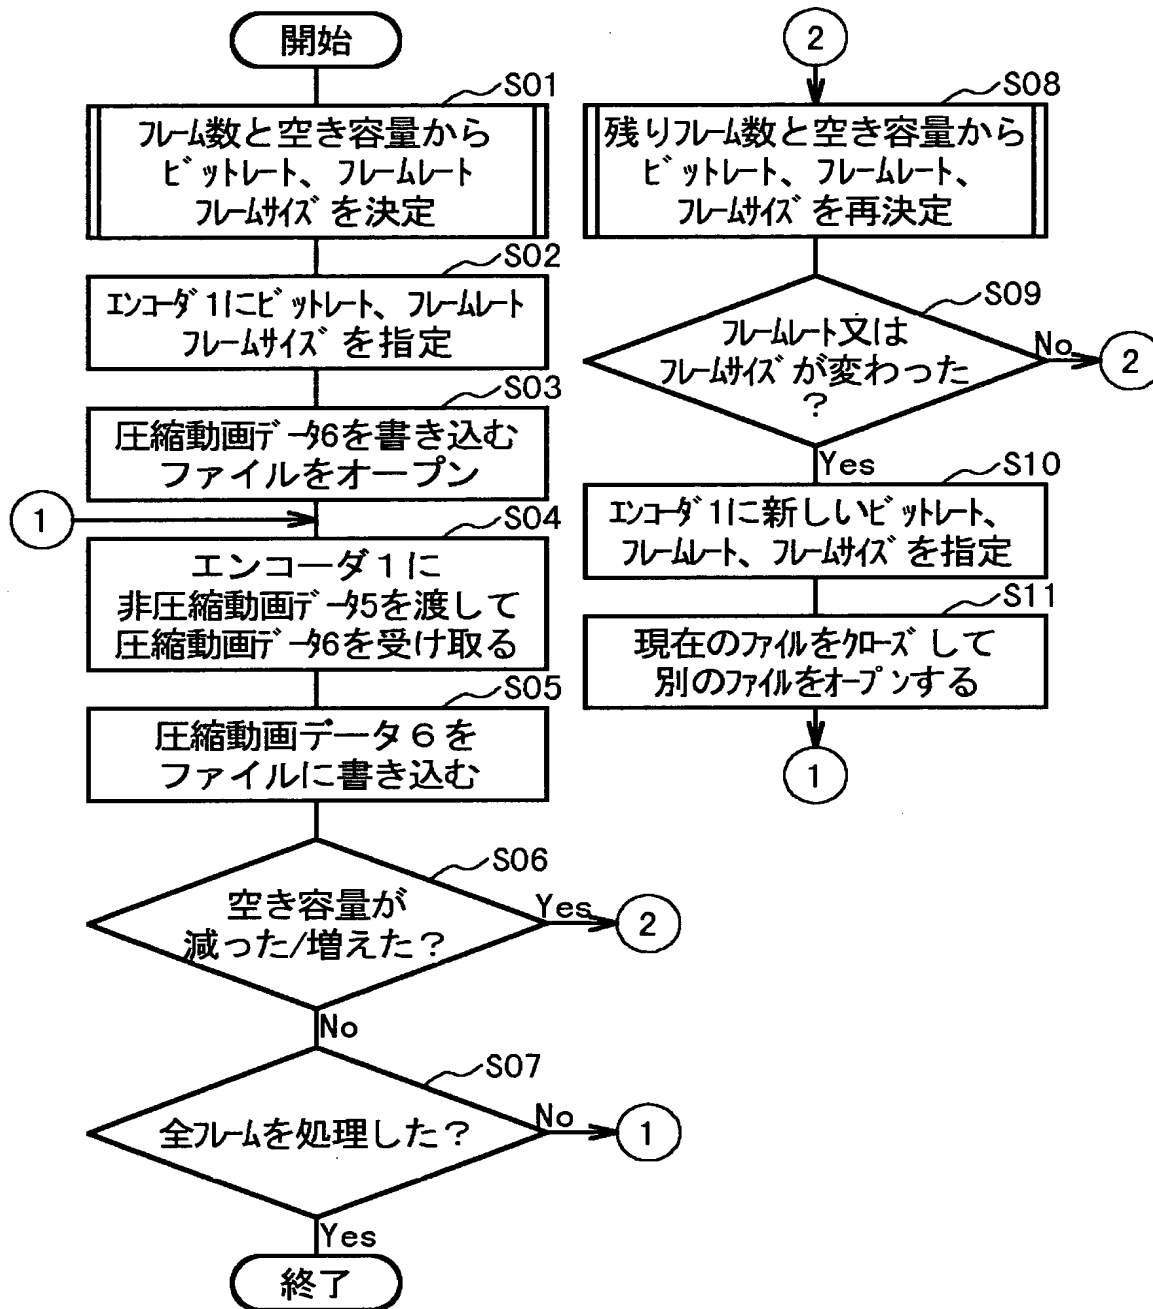 開始
S01
フレーム数と空き容量から
ビットレート、フレームレート
フレームサイズを決定
S02
エンコーダ1にビットレート、フレームレート
フレームサイズを指定
S03
圧縮動画データ6を書き込む
ファイルをオープン
1
S04
エンコーダ1に
非圧縮動画データ5を渡して
圧縮動画データ6を受け取る
S05
圧縮動画データ6を
ファイルに書き込む
S06
空き容量が
減った/増えた?
Yes
2
No
S07
全フレームを処理した?
No
1
Yes
終了
2
S08
残りフレーム数と空き容量から
ビットレート、フレームレート、
フレームサイズを再決定
S09
フレームレート又は
フレームサイズが変わった
?
No
2
Yes
S10
エンコーダ1に新しいビットレート、
フレームレート、フレームサイズを指定
S11
現在のファイルをクローズして
別のファイルをオープンする
1